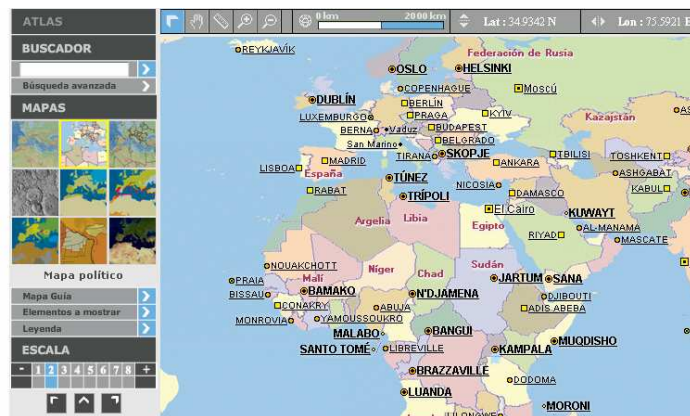 ATLAS
0 km 2000 km
Lat : 34.9342 N
Lon : 75.5921 E
BUSCADOR
Búsqueda avanzada
MAPAS
Mapa político
Mapa Guía
Elementos a mostrar
Leyenda
ESCALA
- 1 2 3 4 5 6 7 8 +
REYKJAVÍK
Federación de Rusia
OSLO
HELSINKI
COPENHAGUE
Moscú
DUBLÍN
BERLÍN
LUXEMBURGO
PRAGA
KYÏV
Kazajstán
BERNA
Vaduz
BUDAPEST
San Marino
BELGRADO
TIRANA
SKOPJE
TBILISI
TOSHKENT
LISBOA
MADRID
España
ANKARA
ASHGABAT
TÚNEZ
NICOSIA
DAMASCO
KABUL
RABAT
TRÍPOLI
El Cairo
KUWAYT
Argelia
Libia
Egipto
AL-MANAMA
RIYAD
MASCATE
NOUAKCHOTT
Níger
Chad
Sudán
PRAIA
Malí
JARTUM
SANA
BISSAU
BAMAKO
N'DJAMENA
DJIBOUTI
CONAKRY
ABUJA
ADIS ABEBA
MONROVIA
YAMOUSSOUKRO
MALABO
BANGUI
MUQDISHO
SANTO TOMÉ
LIBREVILLE
KAMPALA
BRAZZAVILLE
DODOMA
LUANDA
MORONI
LILONGWE